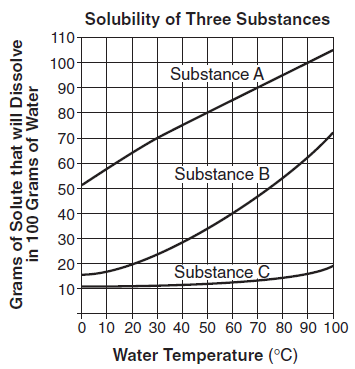 Solubility of Three Substances
Grams of Solute that will Dissolve
in 100 Grams of Water
110
100
90
80
70
60
50
40
30
20
10
Substance A
Substance B
Substance C
0 10 20 30 40 50 60 70 80 90 100
Water Temperature (°C)